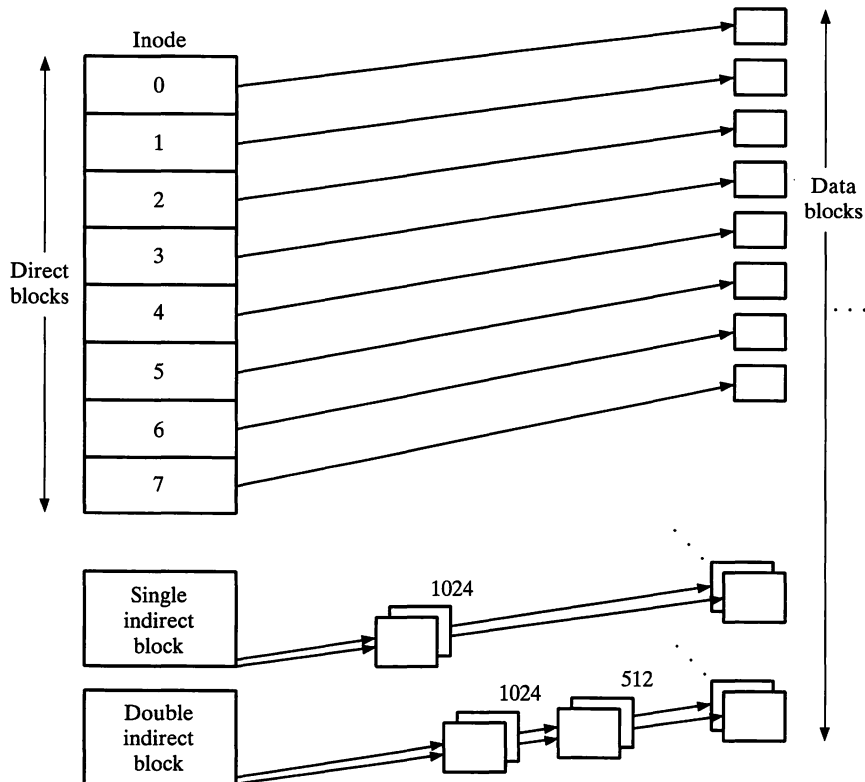 Inode
0
1
2
3
4
5
6
7
Direct
blocks
Data
blocks
. . .
Single
indirect
block
1024
Double
indirect
block
1024
512